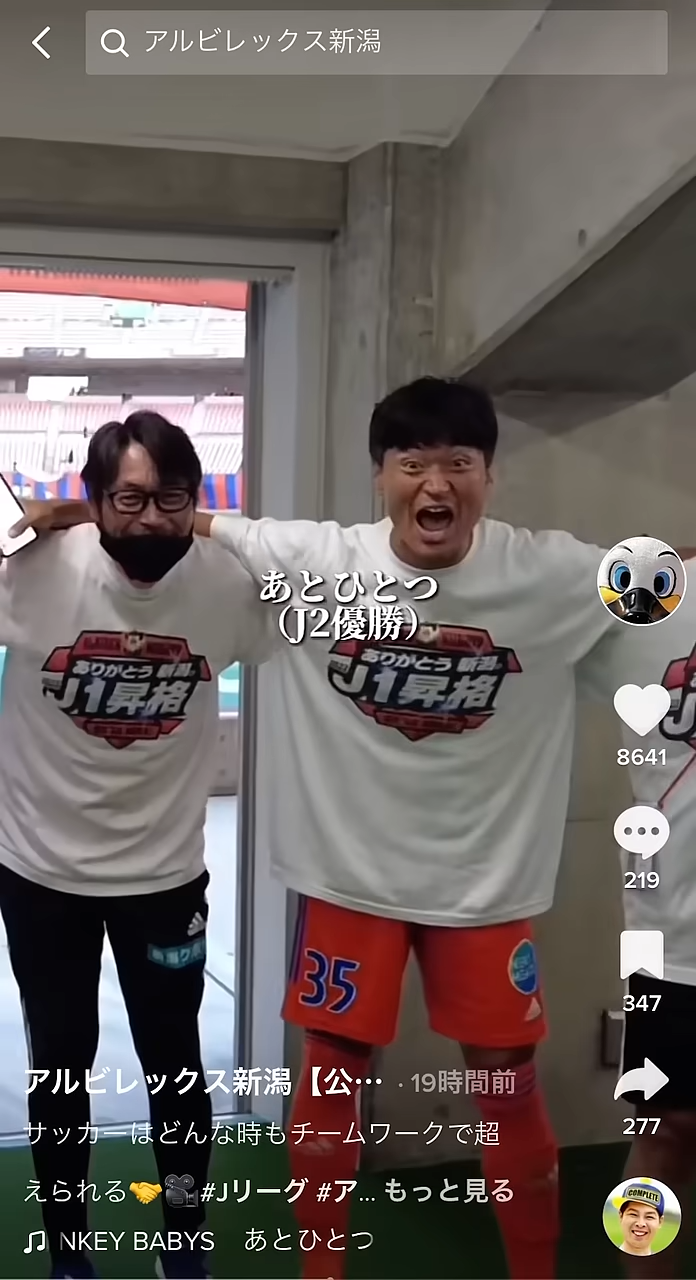 アルビレックス新潟
あとひとつ
（J2優勝）
ありがとう 新潟。
J1昇格
ありがとう 新潟。
J1昇格
35
8641
219
347
277
アルビレックス新潟【公… · 19時間前
サッカーはどんな時もチームワークで超
えられる🤝🎥#Jリーグ #ア... もっと見る
NKEY BABYS あとひとつ
COMPLETE